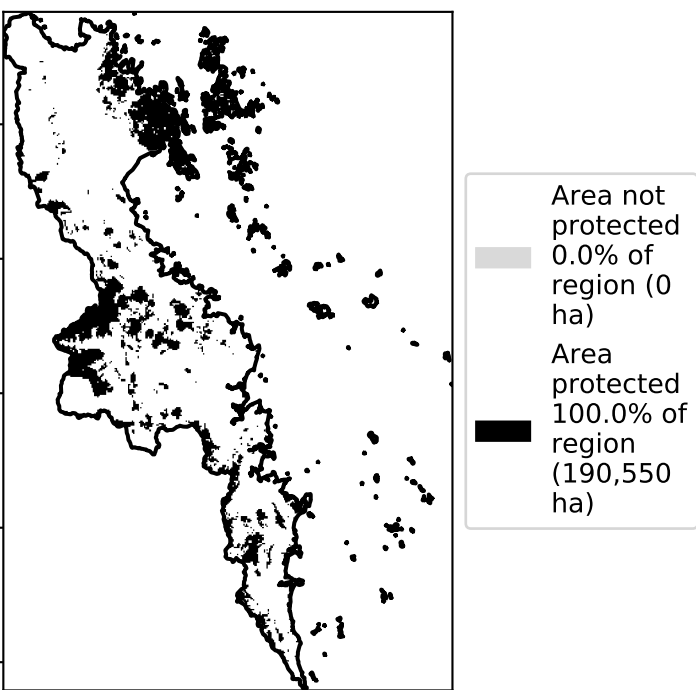 Area not
protected
0.0% of
region (0
ha)
Area
protected
100.0% of
region
(190,550
ha)